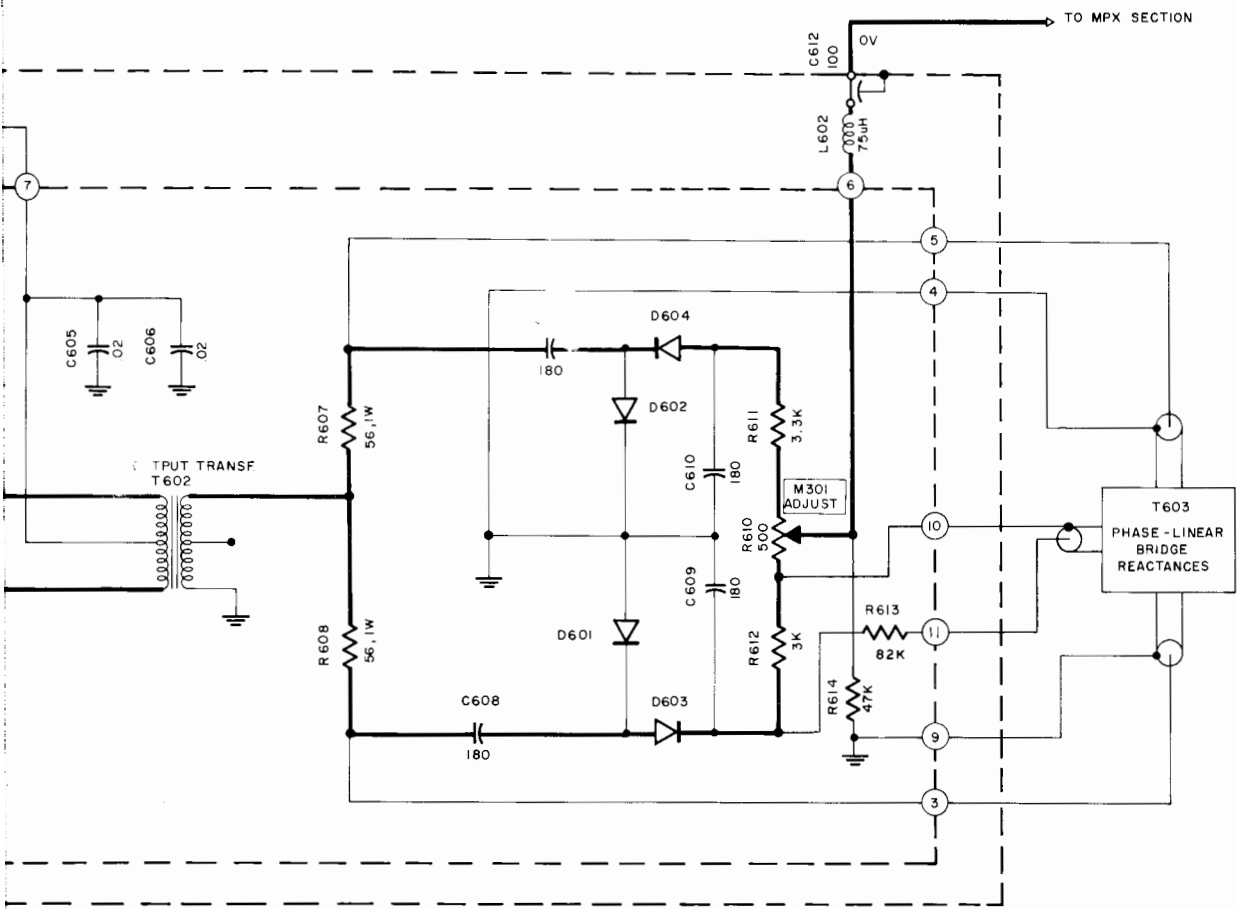 TO MPX SECTION
C612
100
0V
L602
75uH
7
6
5
4
C605
.02
C606
.02
D604
180
D602
R607
56,1W
R611
3.3K
C610
180
TPUT TRANSF.
T602
M301
ADJUST
R610
500
10
T603
PHASE-LINEAR
BRIDGE
REACTANCES
C609
180
R608
56,1W
D601
R612
3K
R613
82K
11
C608
180
D603
R614
47K
9
3